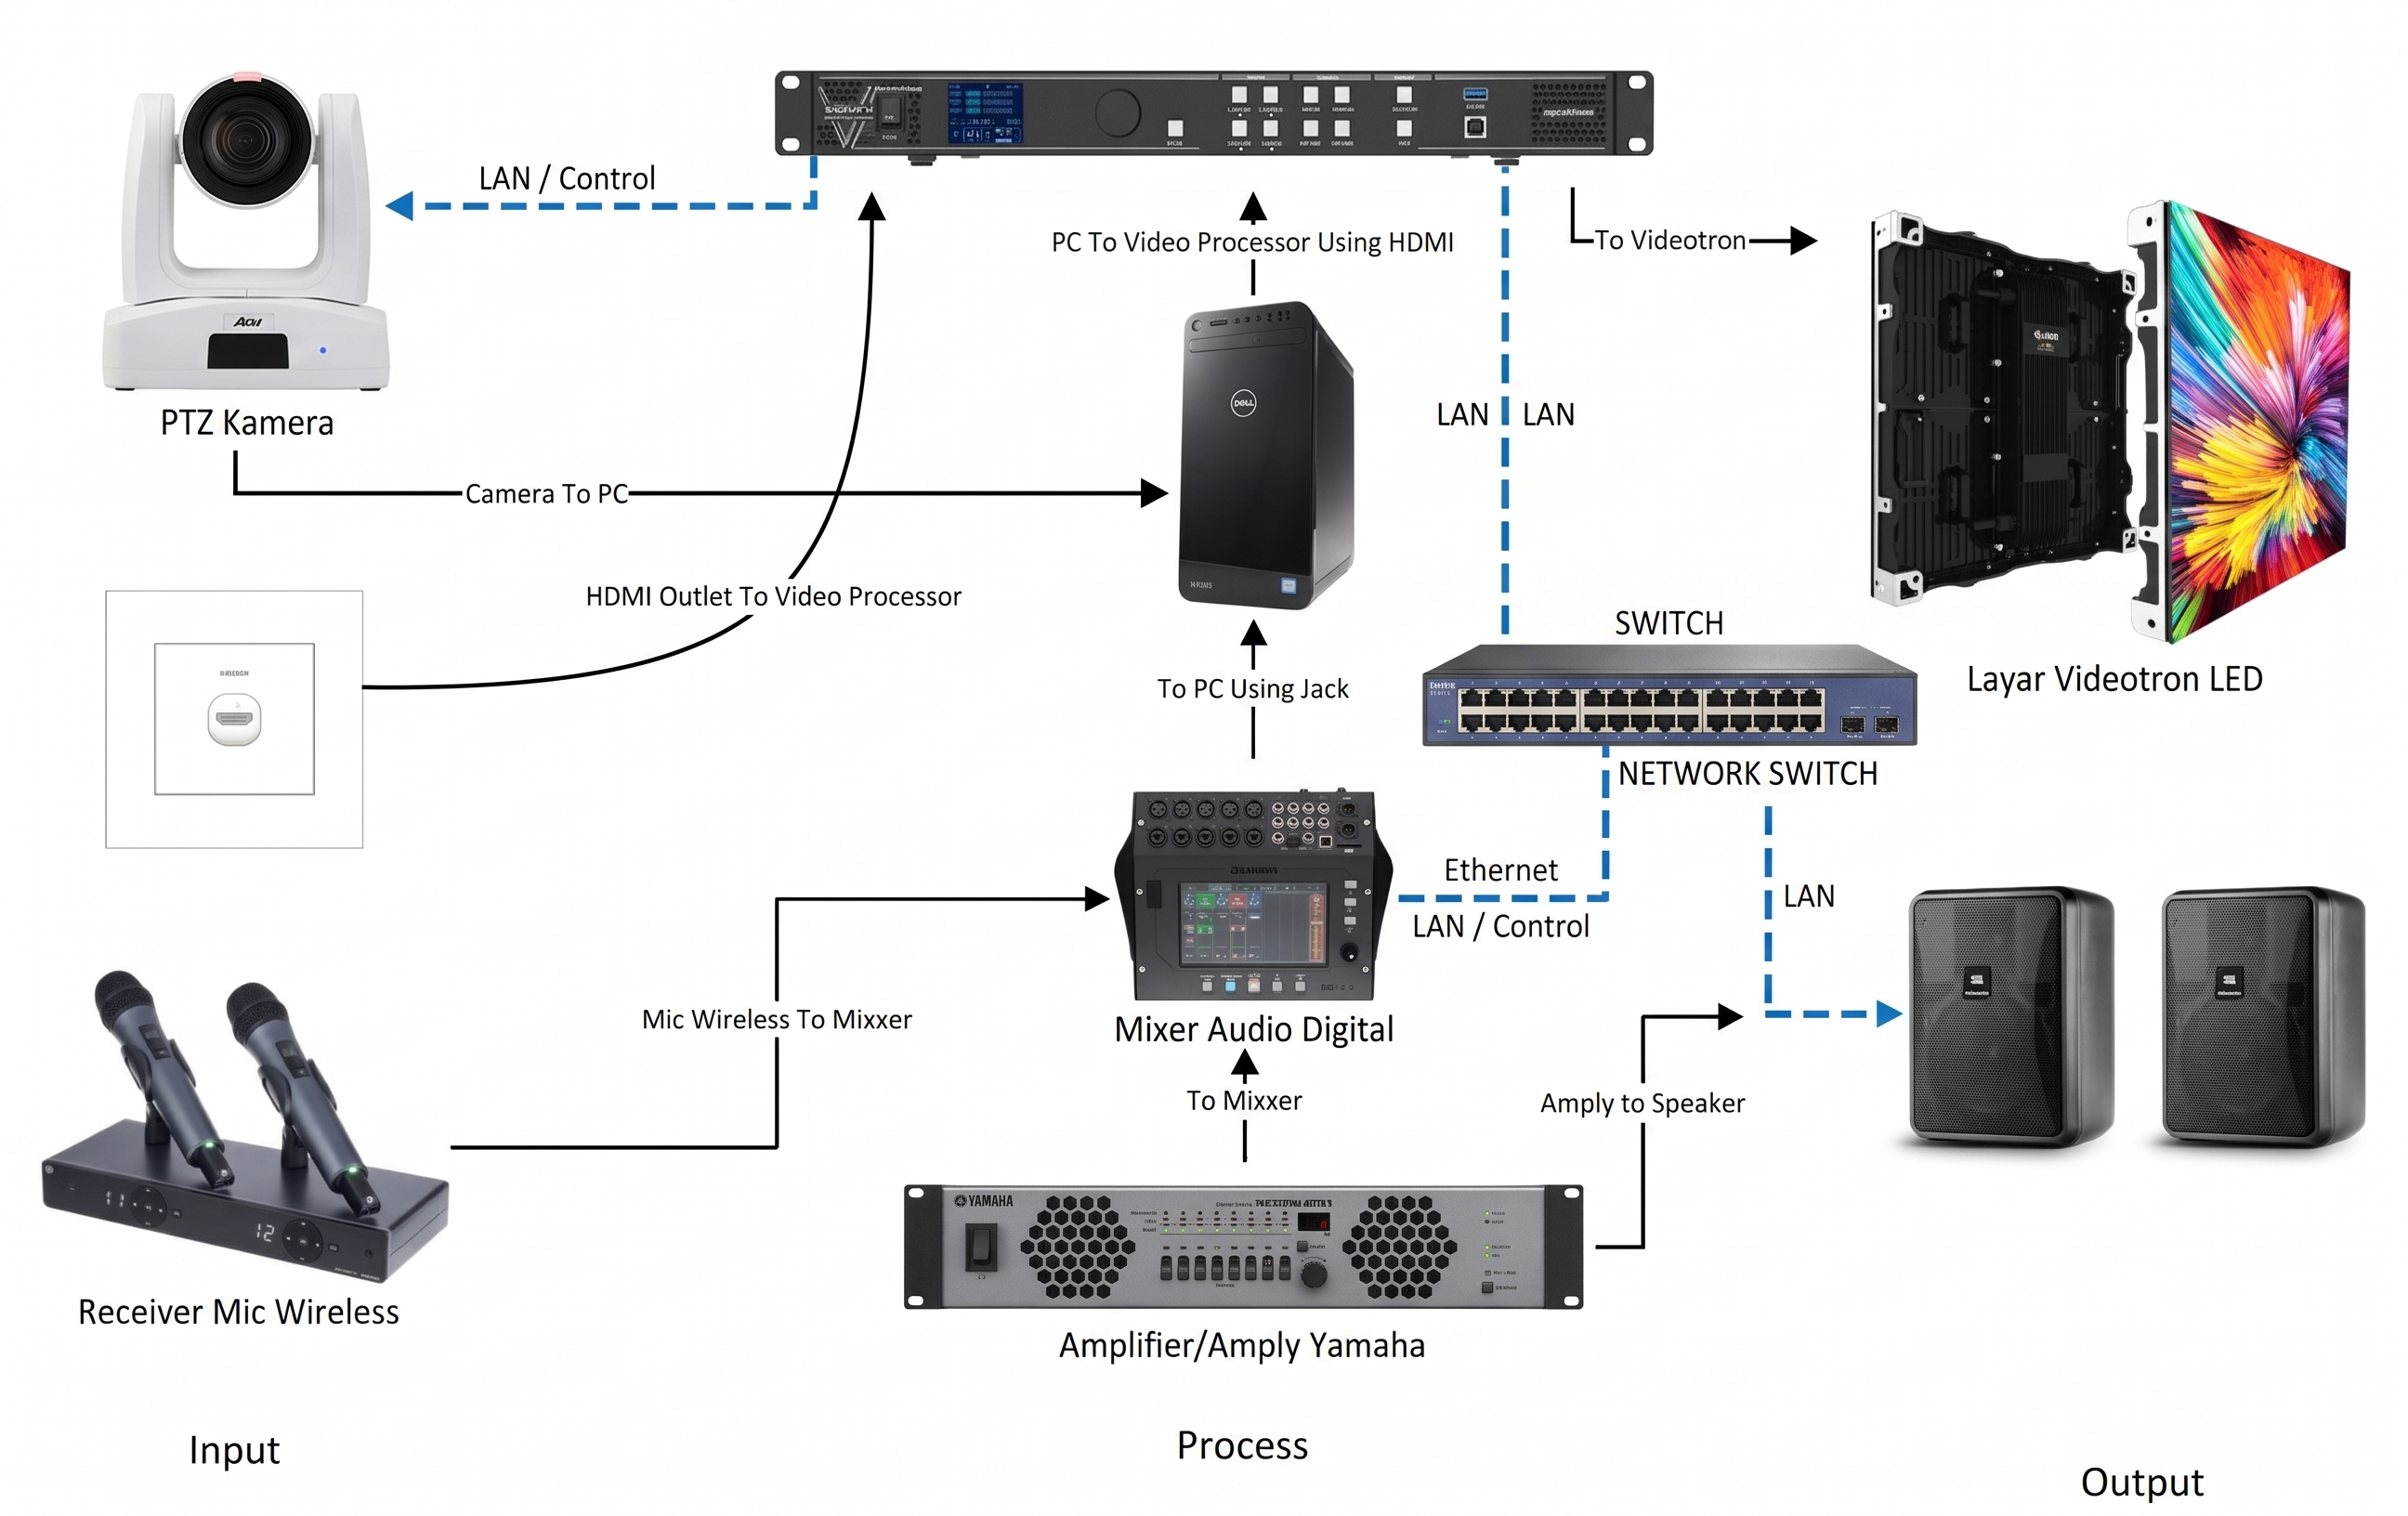 LAN / Control
PC To Video Processor Using HDMI
To Videotron
Aow
PTZ Kamera
DELL
LAN
LAN
Camera To PC
HDMI Outlet To Video Processor
SWITCH
To PC Using Jack
Layar Videotron LED
NETWORK SWITCH
Ethernet
LAN / Control
LAN
Mic Wireless To Mixxer
Mixer Audio Digital
To Mixxer
Amply to Speaker
YAMAHA
12
Receiver Mic Wireless
Amplifier/Amply Yamaha
Input
Process
Output